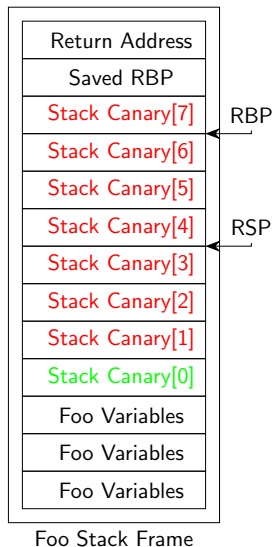 Return Address
Saved RBP
Stack Canary[7]
RBP
Stack Canary[6]
Stack Canary[5]
Stack Canary[4]
RSP
Stack Canary[3]
Stack Canary[2]
Stack Canary[1]
Stack Canary[0]
Foo Variables
Foo Variables
Foo Variables
Foo Stack Frame